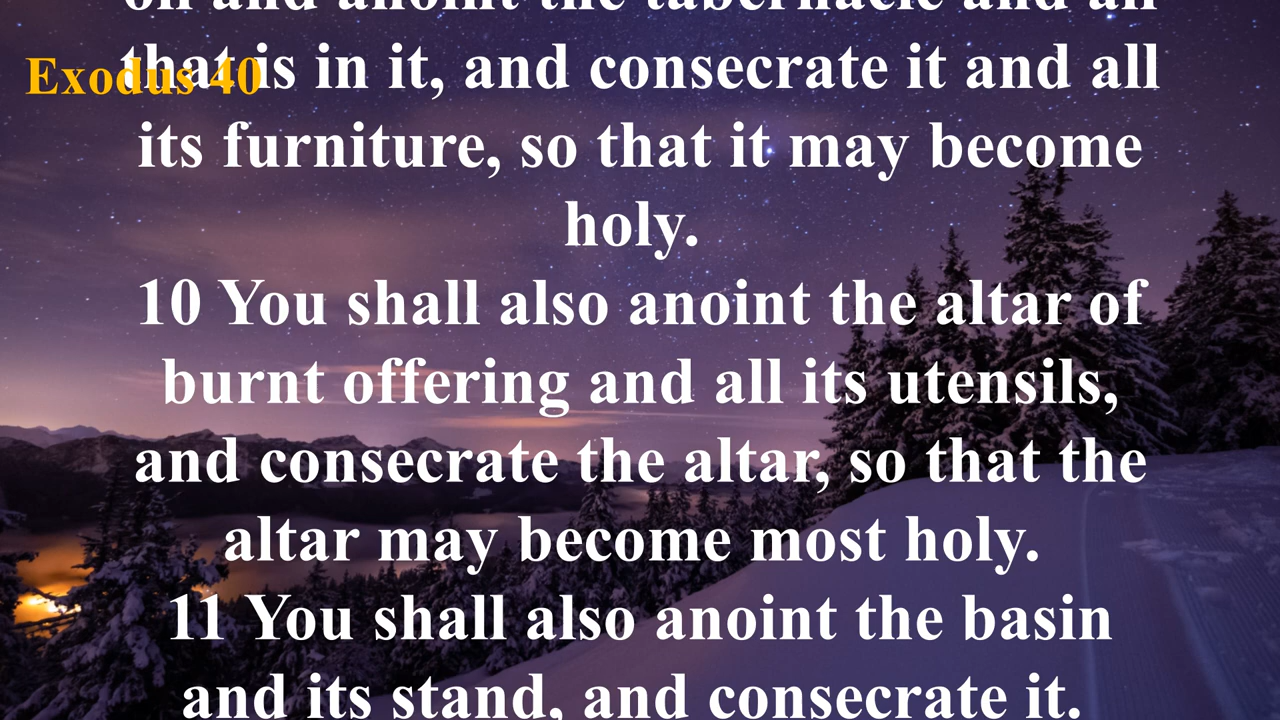 oil and anoint the tabernacle and all
Exodus 40
that is in it, and consecrate it and all
its furniture, so that it may become
holy.
10 You shall also anoint the altar of
burnt offering and all its utensils,
and consecrate the altar, so that the
altar may become most holy.
11 You shall also anoint the basin
and its stand, and consecrate it.